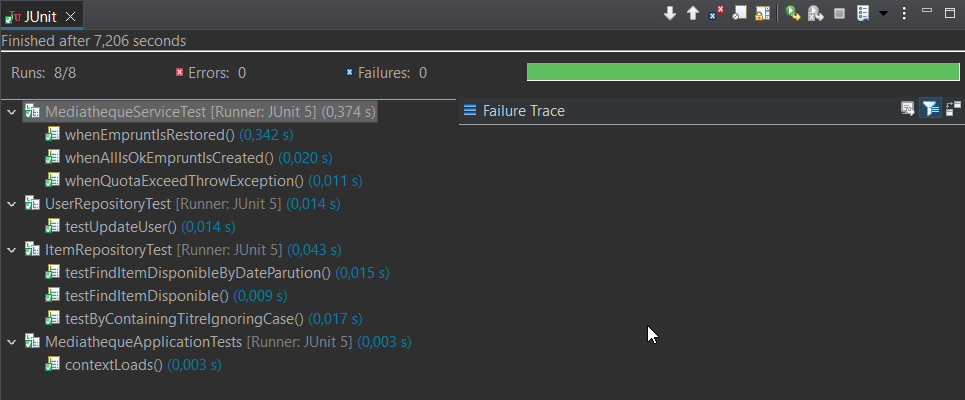 JUnit
Finished after 7,206 seconds
Runs: 8/8 Errors: 0 Failures: 0
MediathequeServiceTest [Runner: JUnit 5] (0,374 s)
Failure Trace
whenEmpruntIsRestored() (0,342 s)
whenAllIsOkEmpruntIsCreated() (0,020 s)
whenQuotaExceedThrowException() (0,011 s)
UserRepositoryTest [Runner: JUnit 5] (0,014 s)
testUpdateUser() (0,014 s)
ItemRepositoryTest [Runner: JUnit 5] (0,043 s)
testFindItemDisponibleByDateParution() (0,015 s)
testFindItemDisponible() (0,009 s)
testByContainingTitreIgnoringCase() (0,017 s)
MediathequeApplicationTests [Runner: JUnit 5] (0,003 s)
contextLoads() (0,003 s)